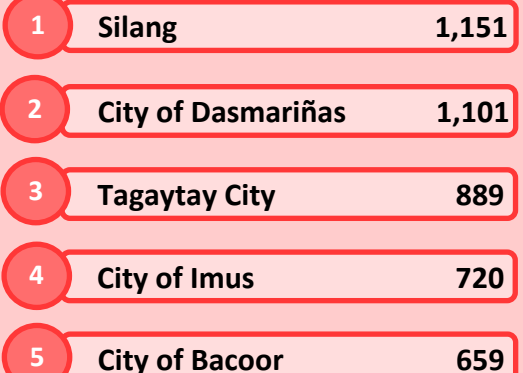 1 Silang 1,151
2 City of Dasmariñas 1,101
3 Tagaytay City 889
4 City of Imus 720
5 City of Bacoor 659